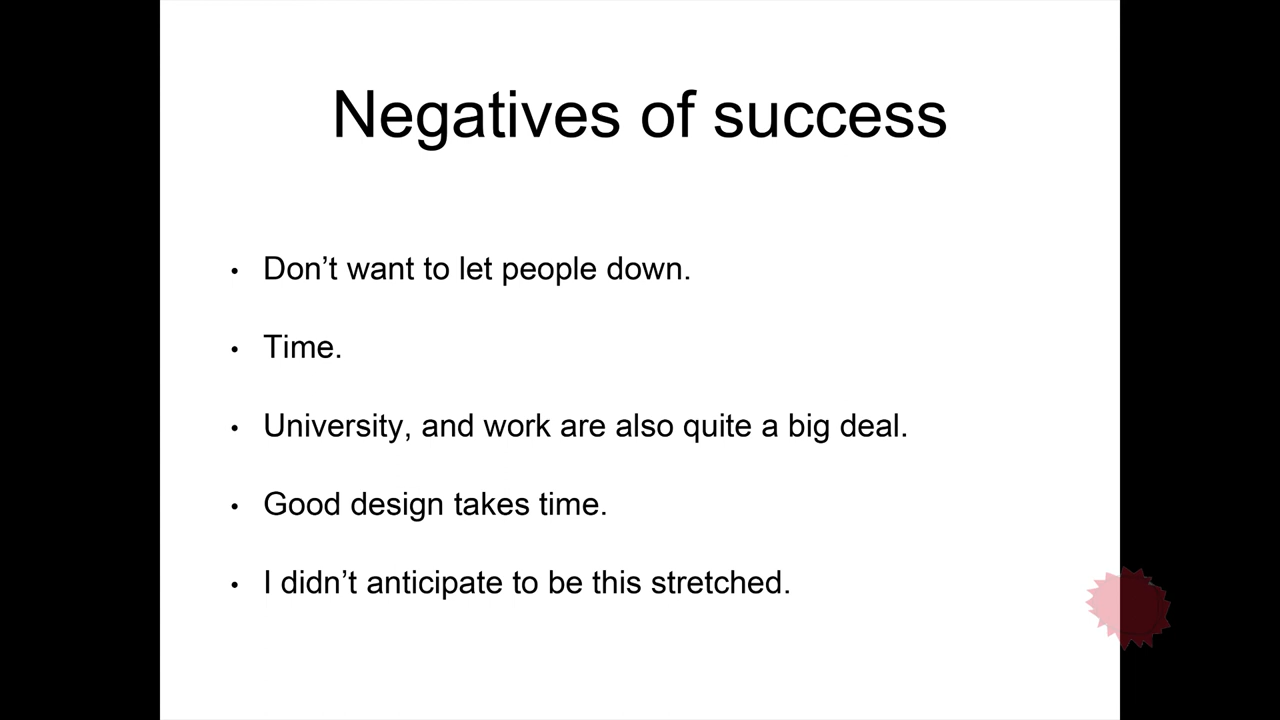 Negatives of success
• Don’t want to let people down.
• Time.
• University, and work are also quite a big deal.
• Good design takes time.
• I didn’t anticipate to be this stretched.